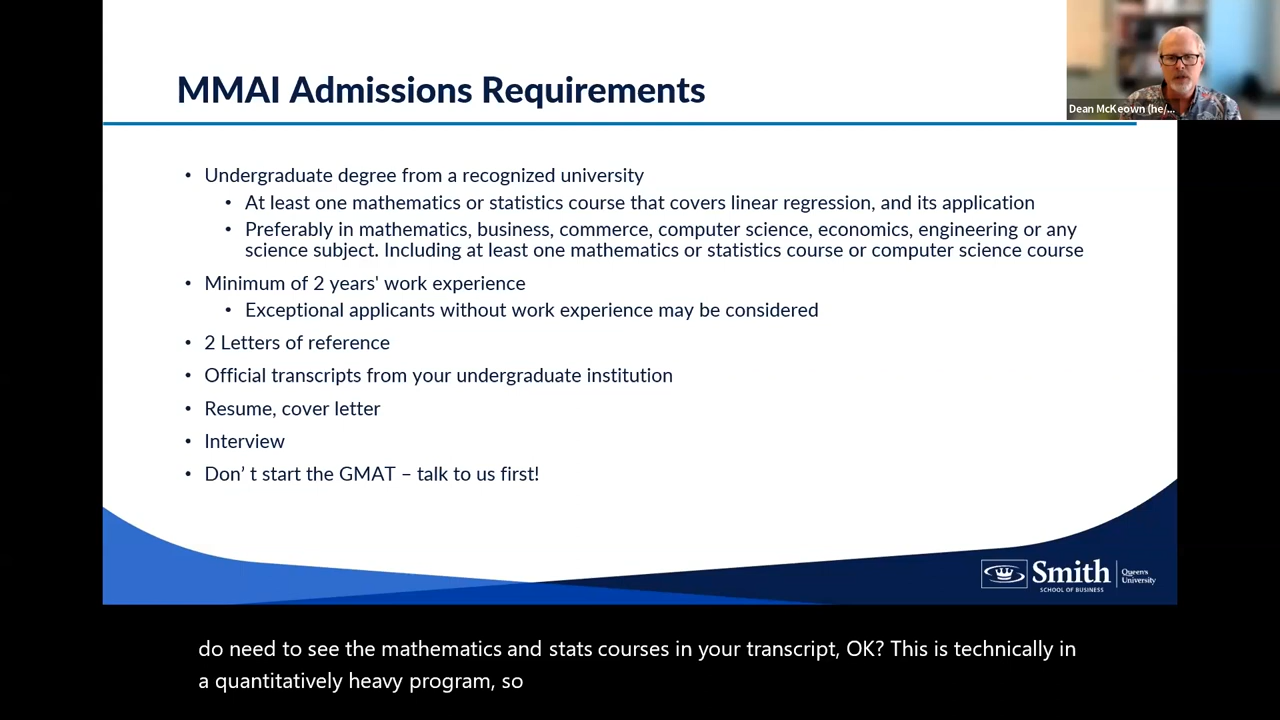 MMAI Admissions Requirements
Dean McKeown (he/...
• Undergraduate degree from a recognized university
• At least one mathematics or statistics course that covers linear regression, and its application
• Preferably in mathematics, business, commerce, computer science, economics, engineering or any
science subject. Including at least one mathematics or statistics course or computer science course
• Minimum of 2 years' work experience
• Exceptional applicants without work experience may be considered
• 2 Letters of reference
• Official transcripts from your undergraduate institution
• Resume, cover letter
• Interview
• Don’ t start the GMAT – talk to us first!
Smith
SCHOOL OF BUSINESS
Queen's
University
do need to see the mathematics and stats courses in your transcript, OK? This is technically in
a quantitatively heavy program, so